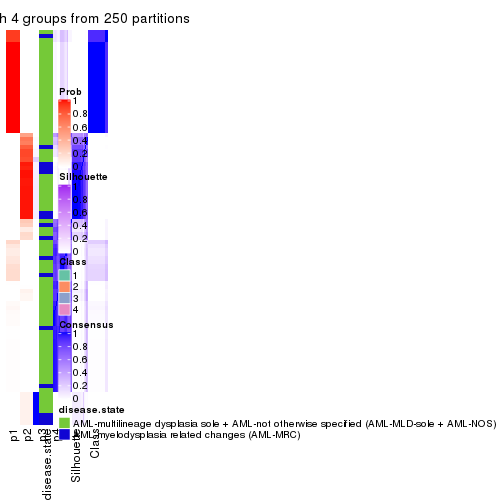 h 4 groups from 250 partitions
Prob
1
0.8
0.6
0.4
0.2
0
Silhouette
1
0.8
0.6
0.4
0.2
0
Class
1
2
3
4
Consensus
1
0.8
0.6
0.4
0.2
0
disease.state
AML-multilineage dysplasia sole + AML-not otherwise specified (AML-MLD-sole + AML-NOS)
AML-myelodysplasia related changes (AML-MRC)
p1
p2
p3
disease.state
Silhouette
Class